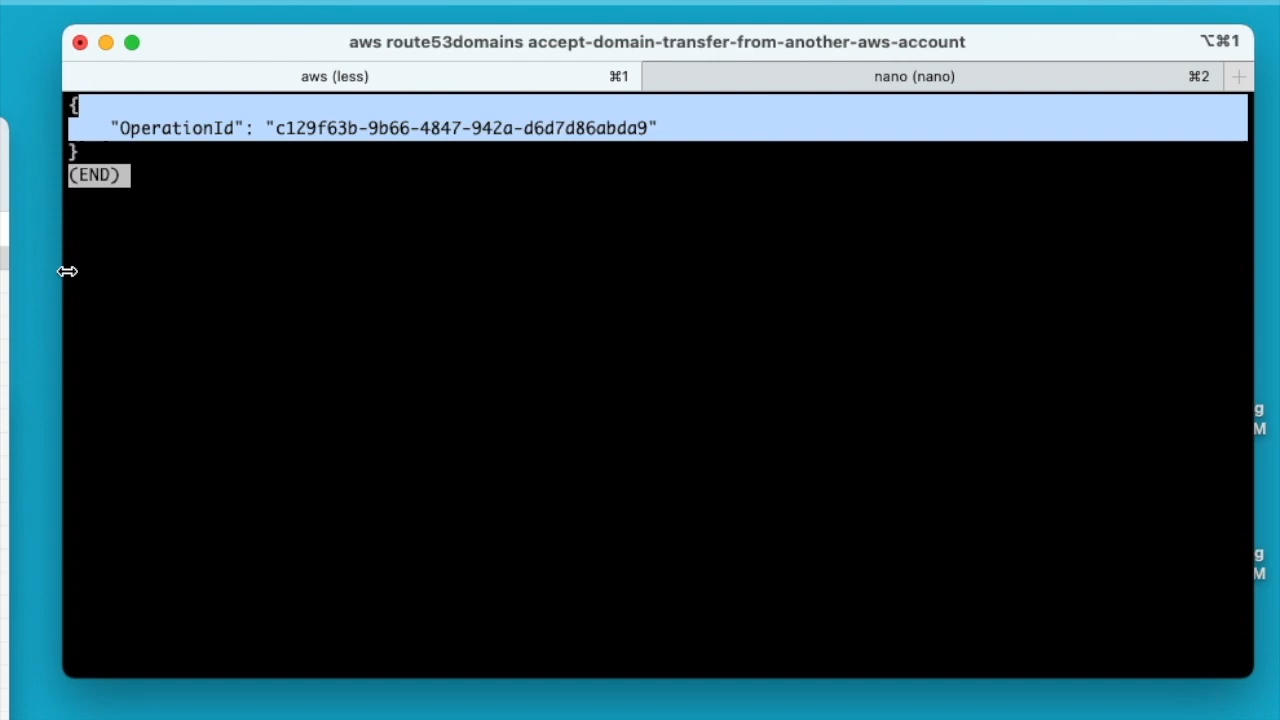 aws route53domains accept-domain-transfer-from-another-aws-account
⌥⌘1
aws (less) ⌘1
nano (nano) ⌘2
{
    "OperationId": "c129f63b-9b66-4847-942a-d6d7d86abda9"
}
(END)
g
M
g
M